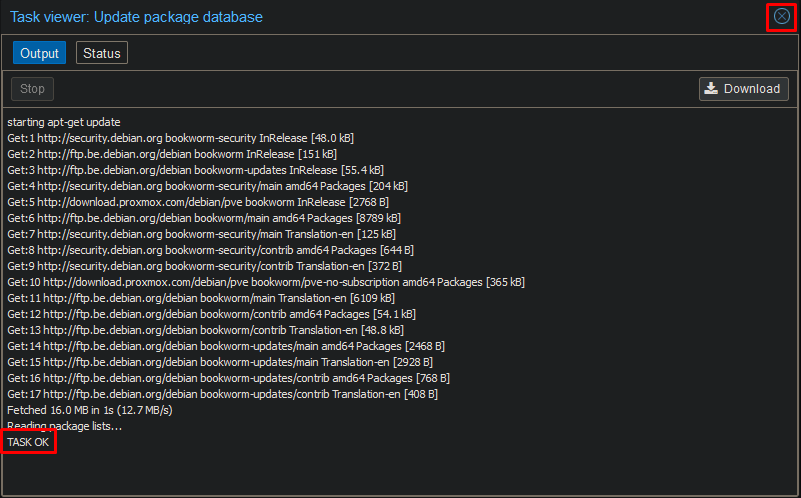 Task viewer: Update package database
Output
Status
Stop
Download
starting apt-get update
Get:1 http://security.debian.org bookworm-security InRelease [48.0 kB]
Get:2 http://ftp.be.debian.org/debian bookworm InRelease [151 kB]
Get:3 http://ftp.be.debian.org/debian bookworm-updates InRelease [55.4 kB]
Get:4 http://security.debian.org bookworm-security/main amd64 Packages [204 kB]
Get:5 http://download.proxmox.com/debian/pve bookworm InRelease [2768 B]
Get:6 http://ftp.be.debian.org/debian bookworm/main amd64 Packages [8789 kB]
Get:7 http://security.debian.org bookworm-security/main Translation-en [125 kB]
Get:8 http://security.debian.org bookworm-security/contrib amd64 Packages [644 B]
Get:9 http://security.debian.org bookworm-security/contrib Translation-en [372 B]
Get:10 http://download.proxmox.com/debian/pve bookworm/pve-no-subscription amd64 Packages [365 kB]
Get:11 http://ftp.be.debian.org/debian bookworm/main Translation-en [6109 kB]
Get:12 http://ftp.be.debian.org/debian bookworm/contrib amd64 Packages [54.1 kB]
Get:13 http://ftp.be.debian.org/debian bookworm/contrib Translation-en [48.8 kB]
Get:14 http://ftp.be.debian.org/debian bookworm-updates/main amd64 Packages [2468 B]
Get:15 http://ftp.be.debian.org/debian bookworm-updates/main Translation-en [2928 B]
Get:16 http://ftp.be.debian.org/debian bookworm-updates/contrib amd64 Packages [768 B]
Get:17 http://ftp.be.debian.org/debian bookworm-updates/contrib Translation-en [408 B]
Fetched 16.0 MB in 1s (12.7 MB/s)
Reading package lists...
TASK OK